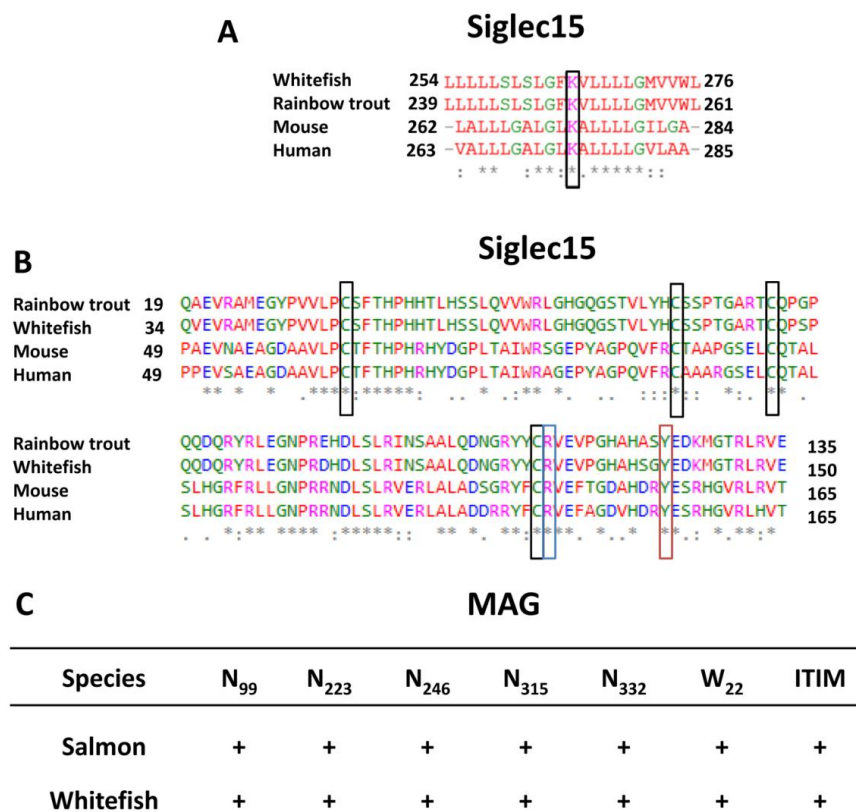 A
Siglec15
Whitefish 254 LLLLLSLSLGFKVLLLLGMVVWL 276
Rainbow trout 239 LLLLLSLSLGFKVLLLLGMVVWL 261
Mouse 262 -LALLLGALGLKALLLLGILGA- 284
Human 263 -VALLLGALGLKALLLLGVLAA- 285
: ** ::*:*.*****::
B
Siglec15
Rainbow trout 19 QAEVRAMEGYPVVLPCSFTHPHHTLHSSLQVVWRLGHGQGSTVLYHCSSPTGARTCQPGP
Whitefish 34 QVEVRAMEGYPVVLPCSFTHPHHTLHSSLQVVWRLGHGQGSTVLYHCSSPTGARTCQPSP
Mouse 49 PAEVNAEAGDAAVLPCTFTHPHRHYDGPLTAIWRSGEPYAGPQVFRCTAAPGSELCQTAL
Human 49 PPEVSAEAGDAAVLPCTFTHPHRHYDGPLTAIWRAGEPYAGPQVFRCAAARGSELCQTAL
Rainbow trout QQDQRYRLEGNPREHDLSLRINSAALQDNGRYYCRVEVPGHAHASYEDKMGTRLRVE 135
Whitefish QQDQRYRLEGNPRDHDLSLRINSAALQDNGRYYCRVEVPGHAHSGYEDKMGTRLRVE 150
Mouse SLHGRFRLLGNPRRNDLSLRVERLALADSGRYFCRVEFTGDAHDRYESRHGVRLRVT 165
Human SLHGRFRLLGNPRRNDLSLRVERLALADDRRYFCRVEFAGDVHDRYESRHGVRLHVT 165
C
MAG
Species N99 N223 N246 N315 N332 W22 ITIM
Salmon + + + + + + +
Whitefish + + + + + + +